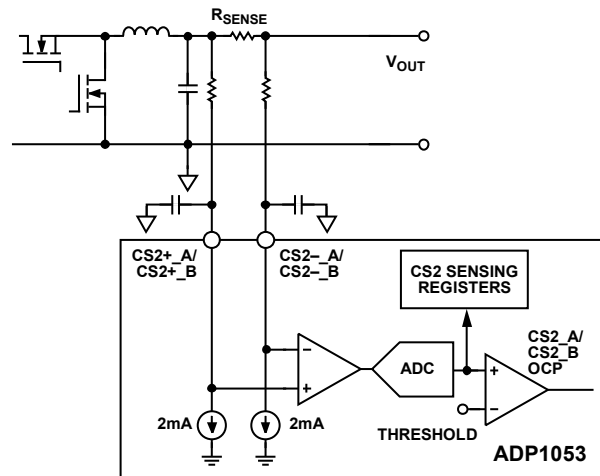 RSENSE
VOUT
CS2+_A/
CS2+_B
CS2–_A/
CS2–_B
CS2 SENSING
REGISTERS
CS2_A/
CS2_B
OCP
–
+
ADC
+
–
2mA
2mA
THRESHOLD
ADP1053